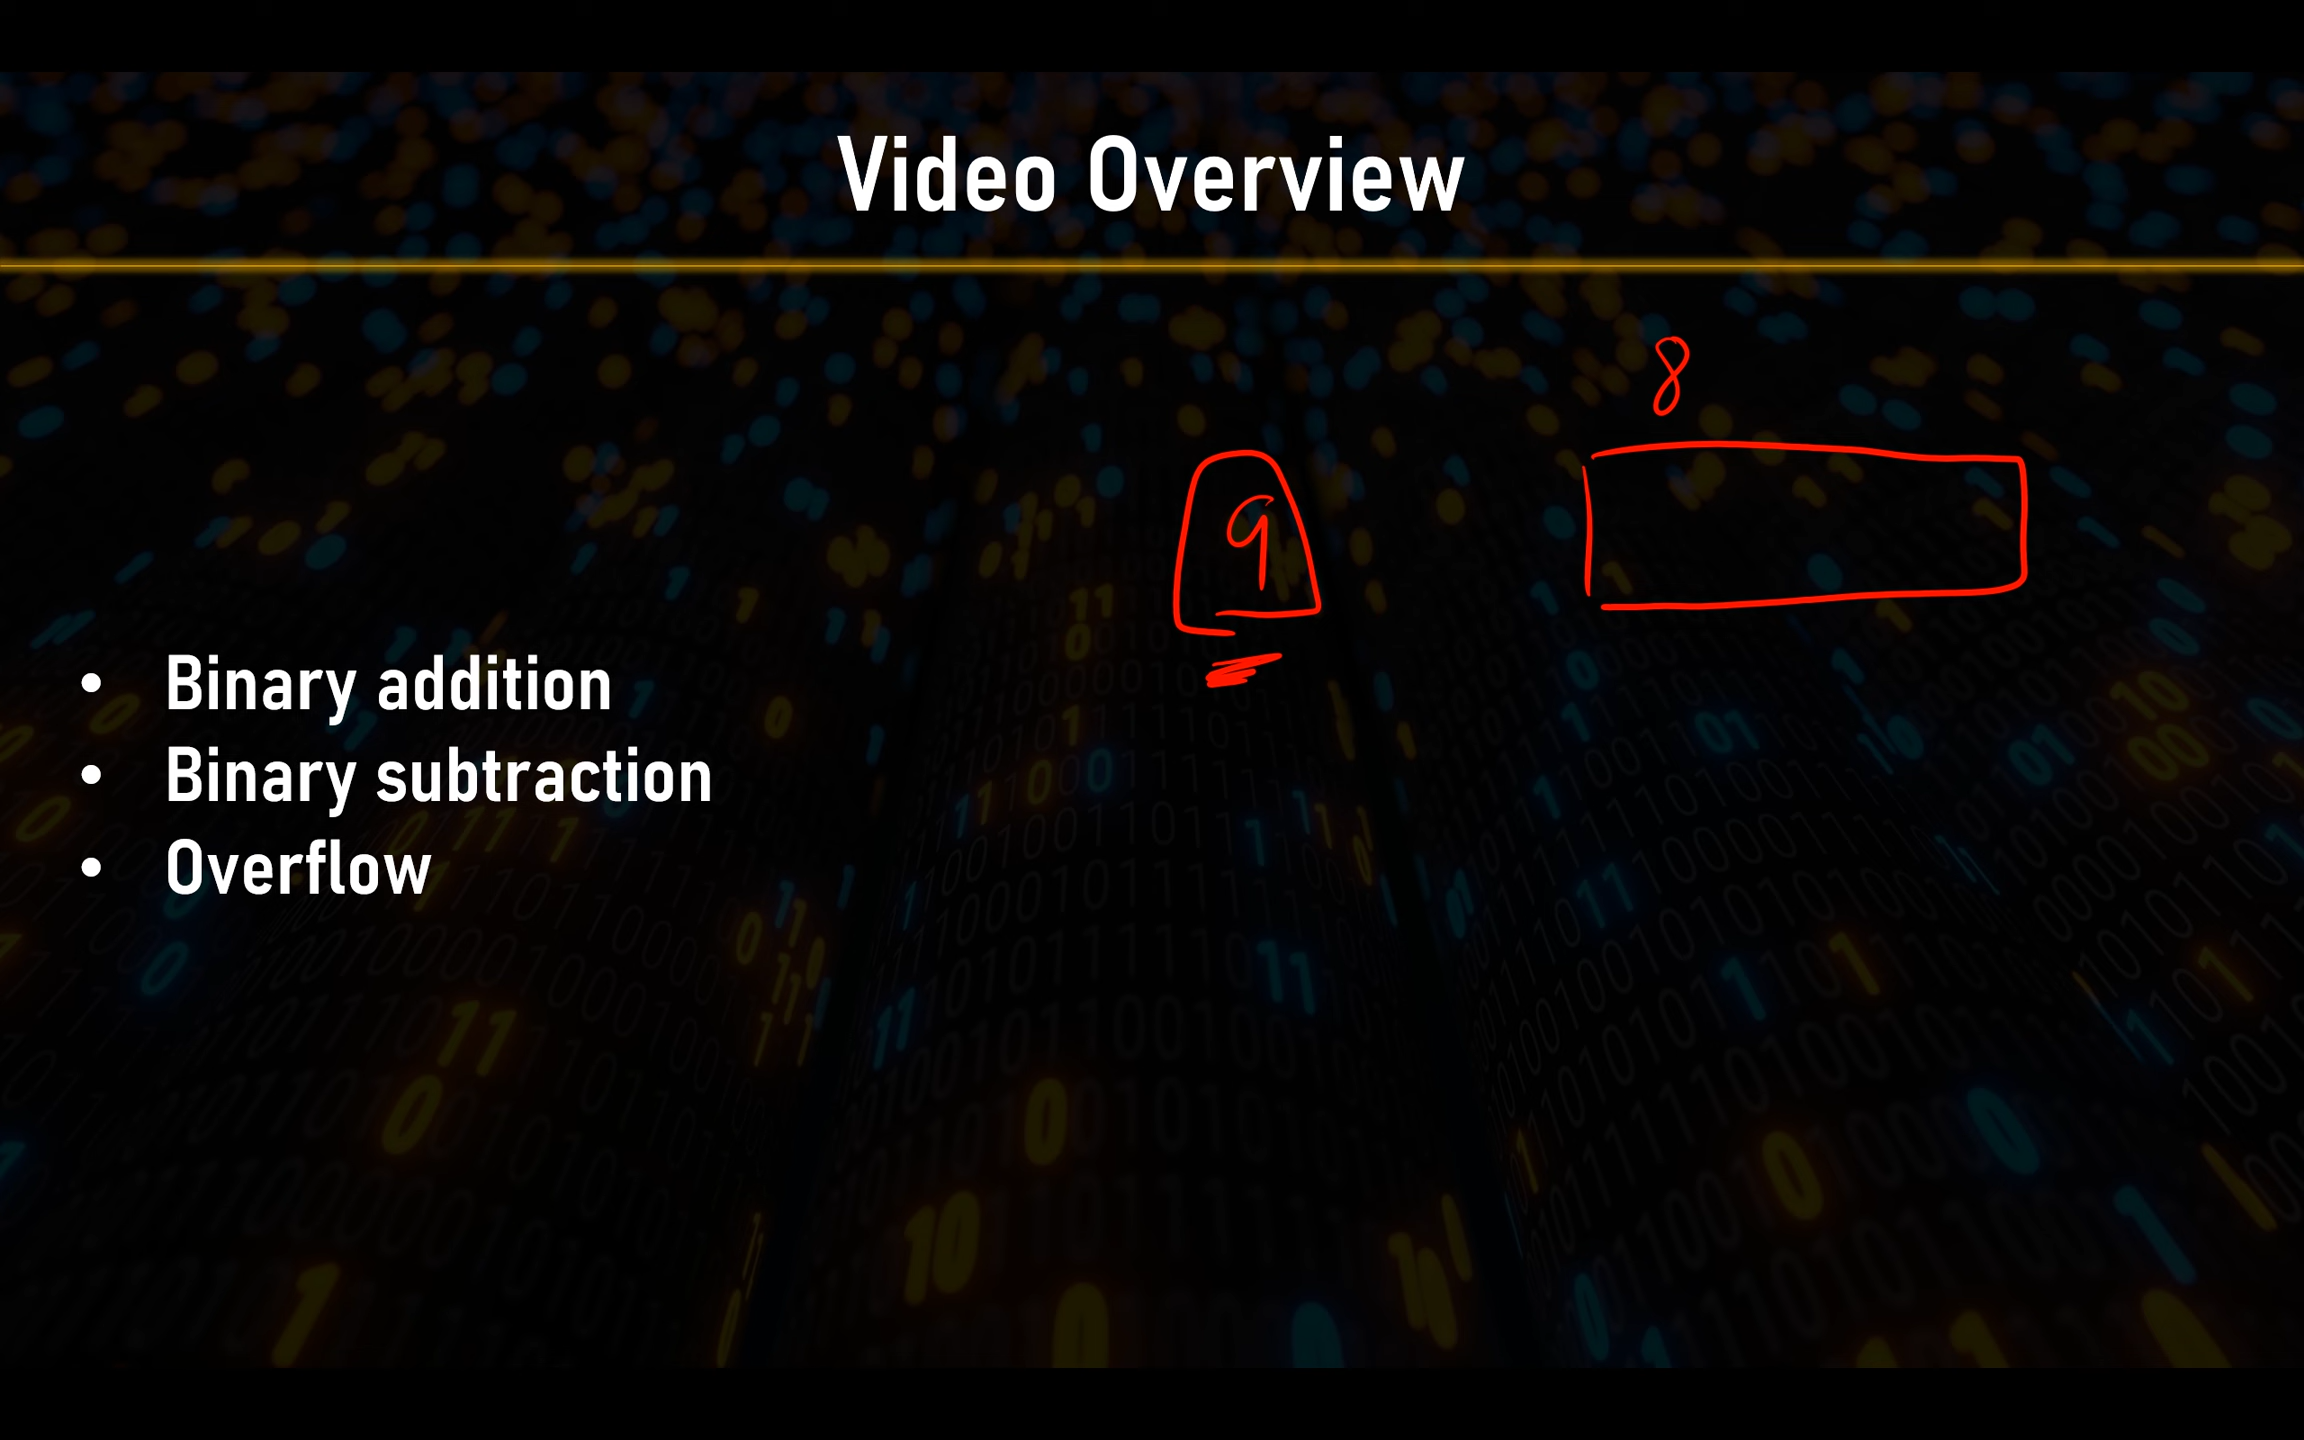 Video Overview
8
9
• Binary addition
• Binary subtraction
• Overflow